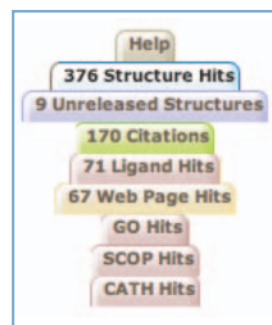 Help
376 Structure Hits
9 Unreleased Structures
170 Citations
71 Ligand Hits
67 Web Page Hits
GO Hits
SCOP Hits
CATH Hits